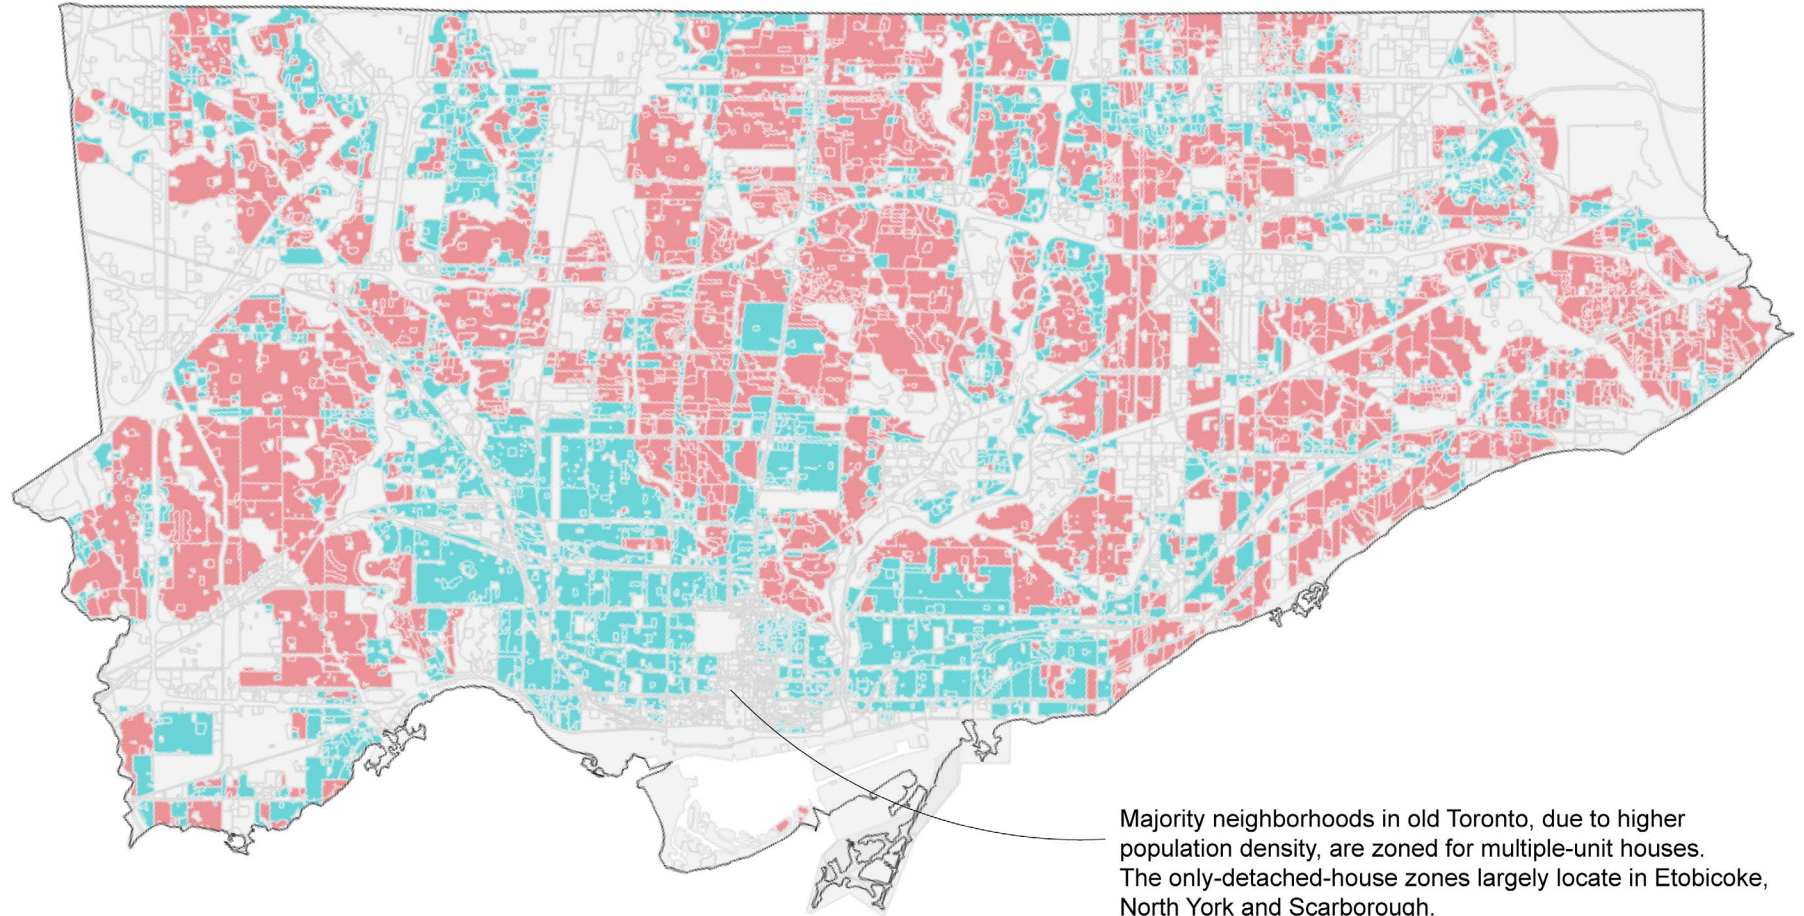 Majority neighborhoods in old Toronto, due to higher
population density, are zoned for multiple-unit houses.
The only-detached-house zones largely locate in Etobicoke,
North York and Scarborough.